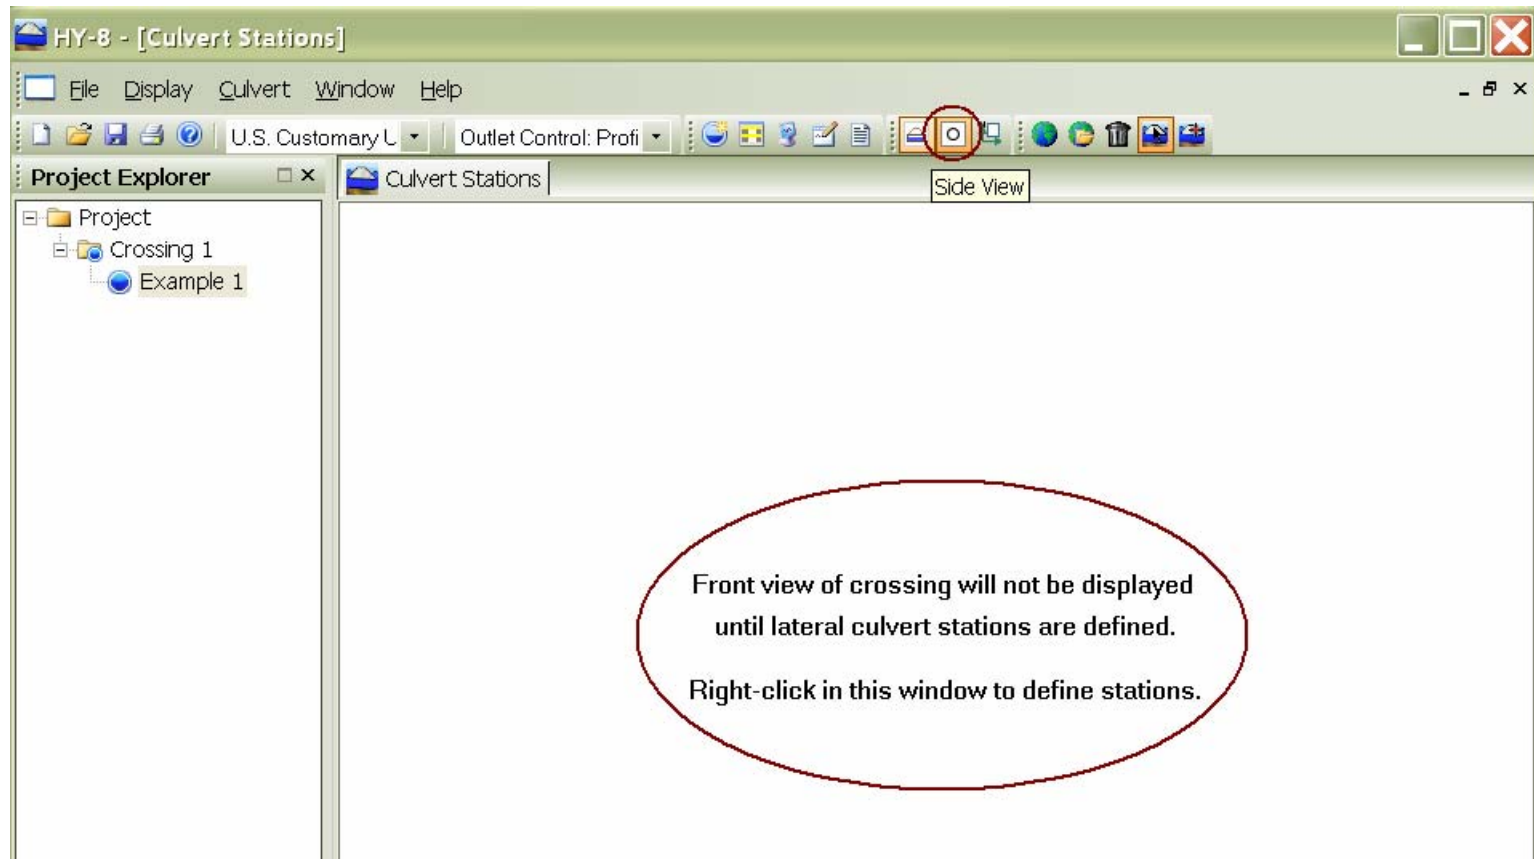 HY-8 - [Culvert Stations]
File Display Culvert Window Help
U.S. Customary U Outlet Control: Profi
Project Explorer
Culvert Stations
Side View
Project
Crossing 1
Example 1
Front view of crossing will not be displayed
until lateral culvert stations are defined.
Right-click in this window to define stations.